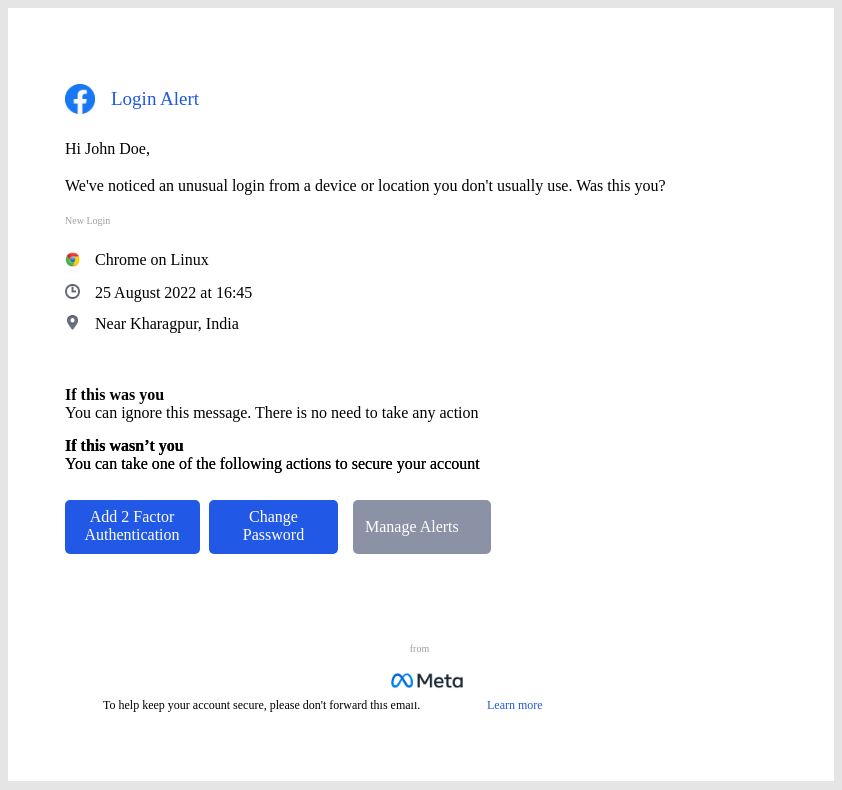 Login Alert
Hi John Doe,
We've noticed an unusual login from a device or location you don't usually use. Was this you?
New Login
Chrome on Linux
25 August 2022 at 16:45
Near Kharagpur, India
If this was you
You can ignore this message. There is no need to take any action
If this wasn’t you
You can take one of the following actions to secure your account
Add 2 Factor
Authentication
Change
Password
Manage Alerts
from
Meta
To help keep your account secure, please don't forward this email. Learn more